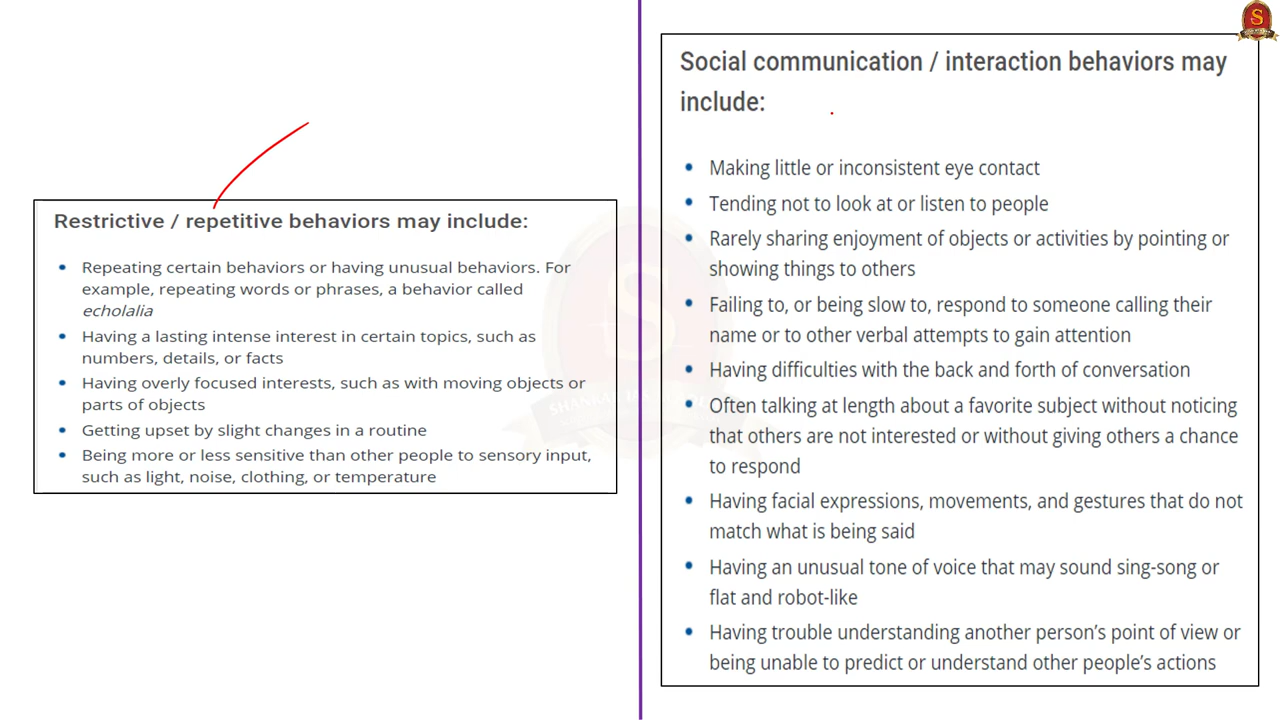 Restrictive / repetitive behaviors may include:
• Repeating certain behaviors or having unusual behaviors. For
example, repeating words or phrases, a behavior called
echolalia
• Having a lasting intense interest in certain topics, such as
numbers, details, or facts
• Having overly focused interests, such as with moving objects or
parts of objects
• Getting upset by slight changes in a routine
• Being more or less sensitive than other people to sensory input,
such as light, noise, clothing, or temperature
Social communication / interaction behaviors may
include:
• Making little or inconsistent eye contact
• Tending not to look at or listen to people
• Rarely sharing enjoyment of objects or activities by pointing or
showing things to others
• Failing to, or being slow to, respond to someone calling their
name or to other verbal attempts to gain attention
• Having difficulties with the back and forth of conversation
• Often talking at length about a favorite subject without noticing
that others are not interested or without giving others a chance
to respond
• Having facial expressions, movements, and gestures that do not
match what is being said
• Having an unusual tone of voice that may sound sing-song or
flat and robot-like
• Having trouble understanding another person’s point of view or
being unable to predict or understand other people’s actions
S